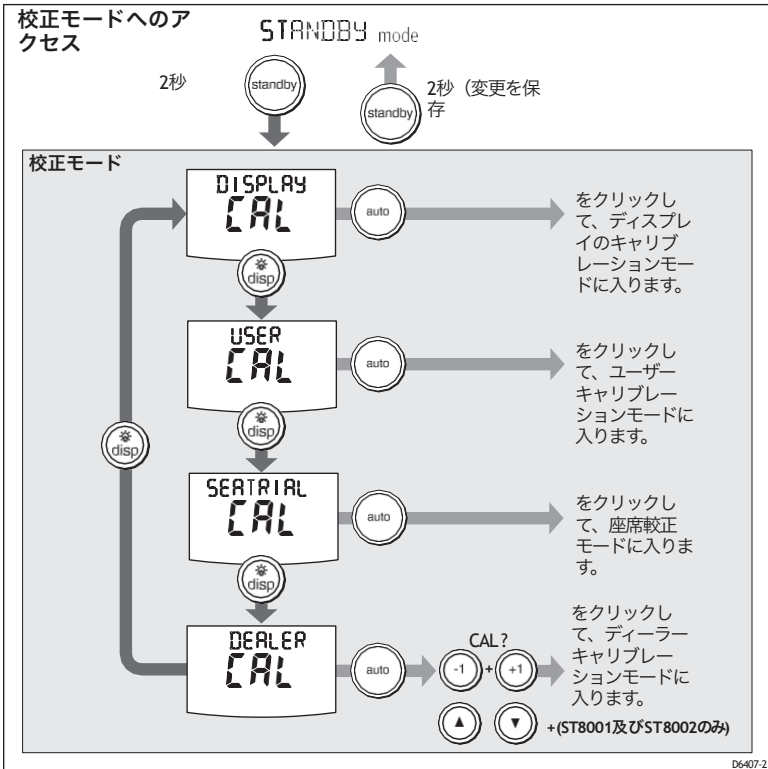 校正モードへのア
クセス
STANDBY mode
2秒
standby
standby
2秒（変更を保
存
校正モード
DISPLAY
CAL
auto
をクリックし
て、ディスプレ
イのキャリブ
レーションモー
ドに入ります。
disp
USER
CAL
auto
をクリックし
て、ユーザー
キャリブレー
ションモードに
入ります。
disp
disp
SEATRIAL
CAL
auto
をクリックし
て、座席較正
モードに入りま
す。
disp
DEALER
CAL
auto
CAL?
-1 + +1
をクリックし
て、ディーラー
キャリブレー
ションモードに
入ります。
+(ST8001及びST8002のみ)
D6407-2